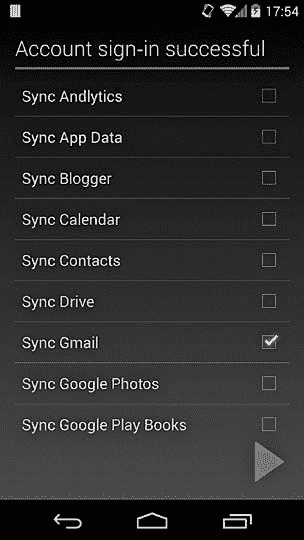 17:54
Account sign-in successful
Sync Andlytics
Sync App Data
Sync Blogger
Sync Calendar
Sync Contacts
Sync Drive
Sync Gmail
Sync Google Photos
Sync Google Play Books